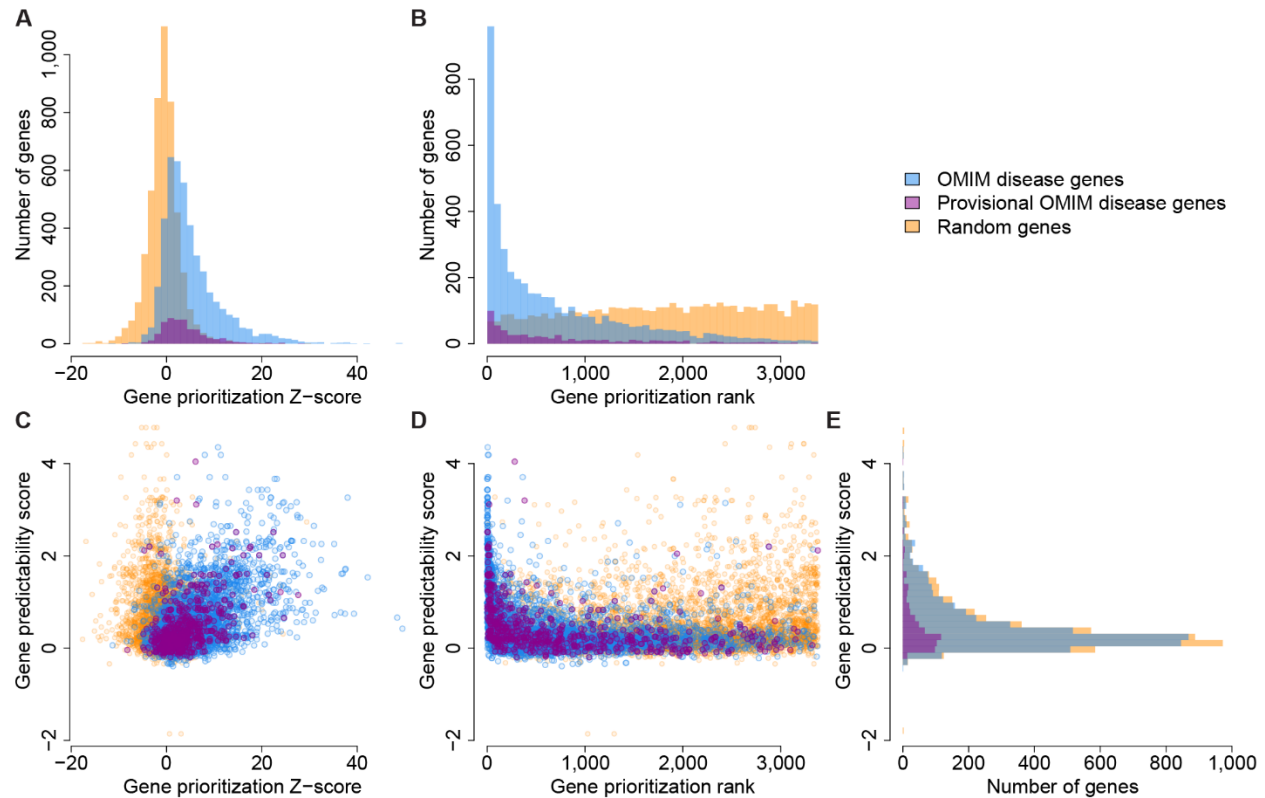 A
Number of genes
0
200
400
600
800
1,000
−20
0
20
40
Gene prioritization Z−score
B
Number of genes
0
200
400
600
800
0
1,000
2,000
3,000
Gene prioritization rank
OMIM disease genes
Provisional OMIM disease genes
Random genes
C
Gene predictability score
−2
0
2
4
−20
0
20
40
Gene prioritization Z−score
D
Gene predictability score
−2
0
2
4
0
1,000
2,000
3,000
Gene prioritization rank
E
Gene predictability score
−2
0
2
4
0
200
400
600
800
1,000
Number of genes